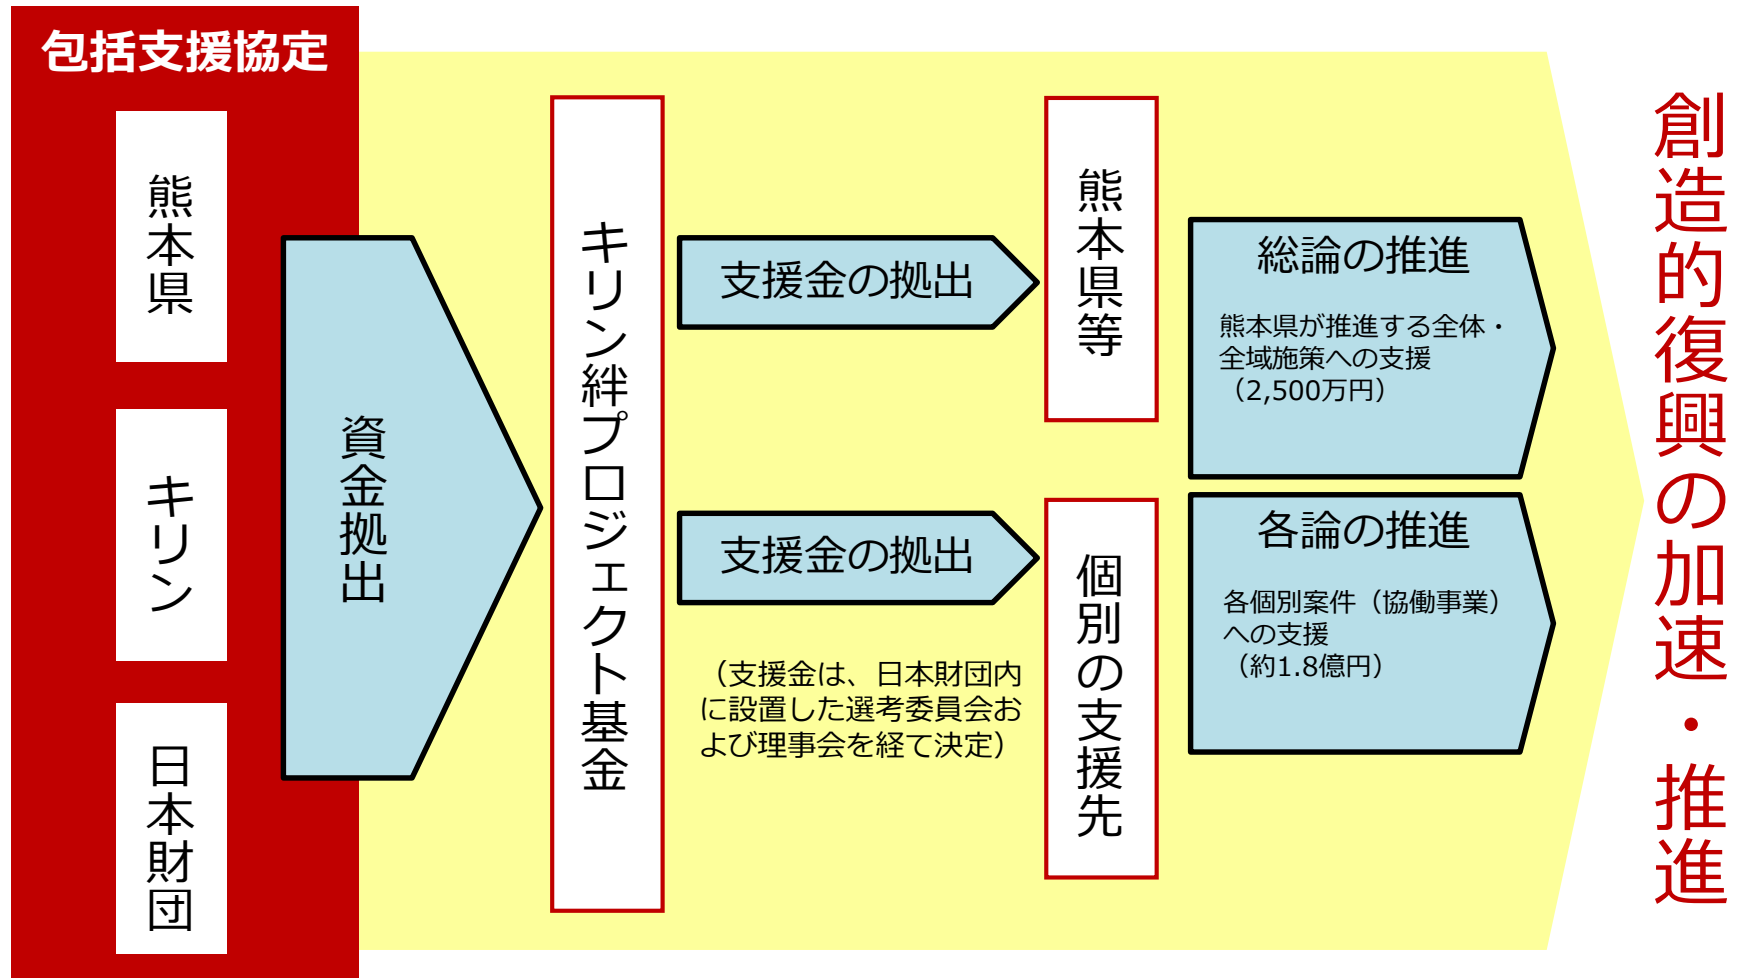 包括支援協定
熊本県
キリン
日本財団
資金拠出
キリン絆プロジェクト基金
支援金の拠出
支援金の拠出
（支援金は、日本財団内
に設置した選考委員会お
よび理事会を経て決定）
熊本県等
個別の支援先
総論の推進
熊本県が推進する全体・
全域施策への支援
（2,500万円）
各論の推進
各個別案件（協働事業）
への支援
（約1.8億円）
創造的復興の加速・推進